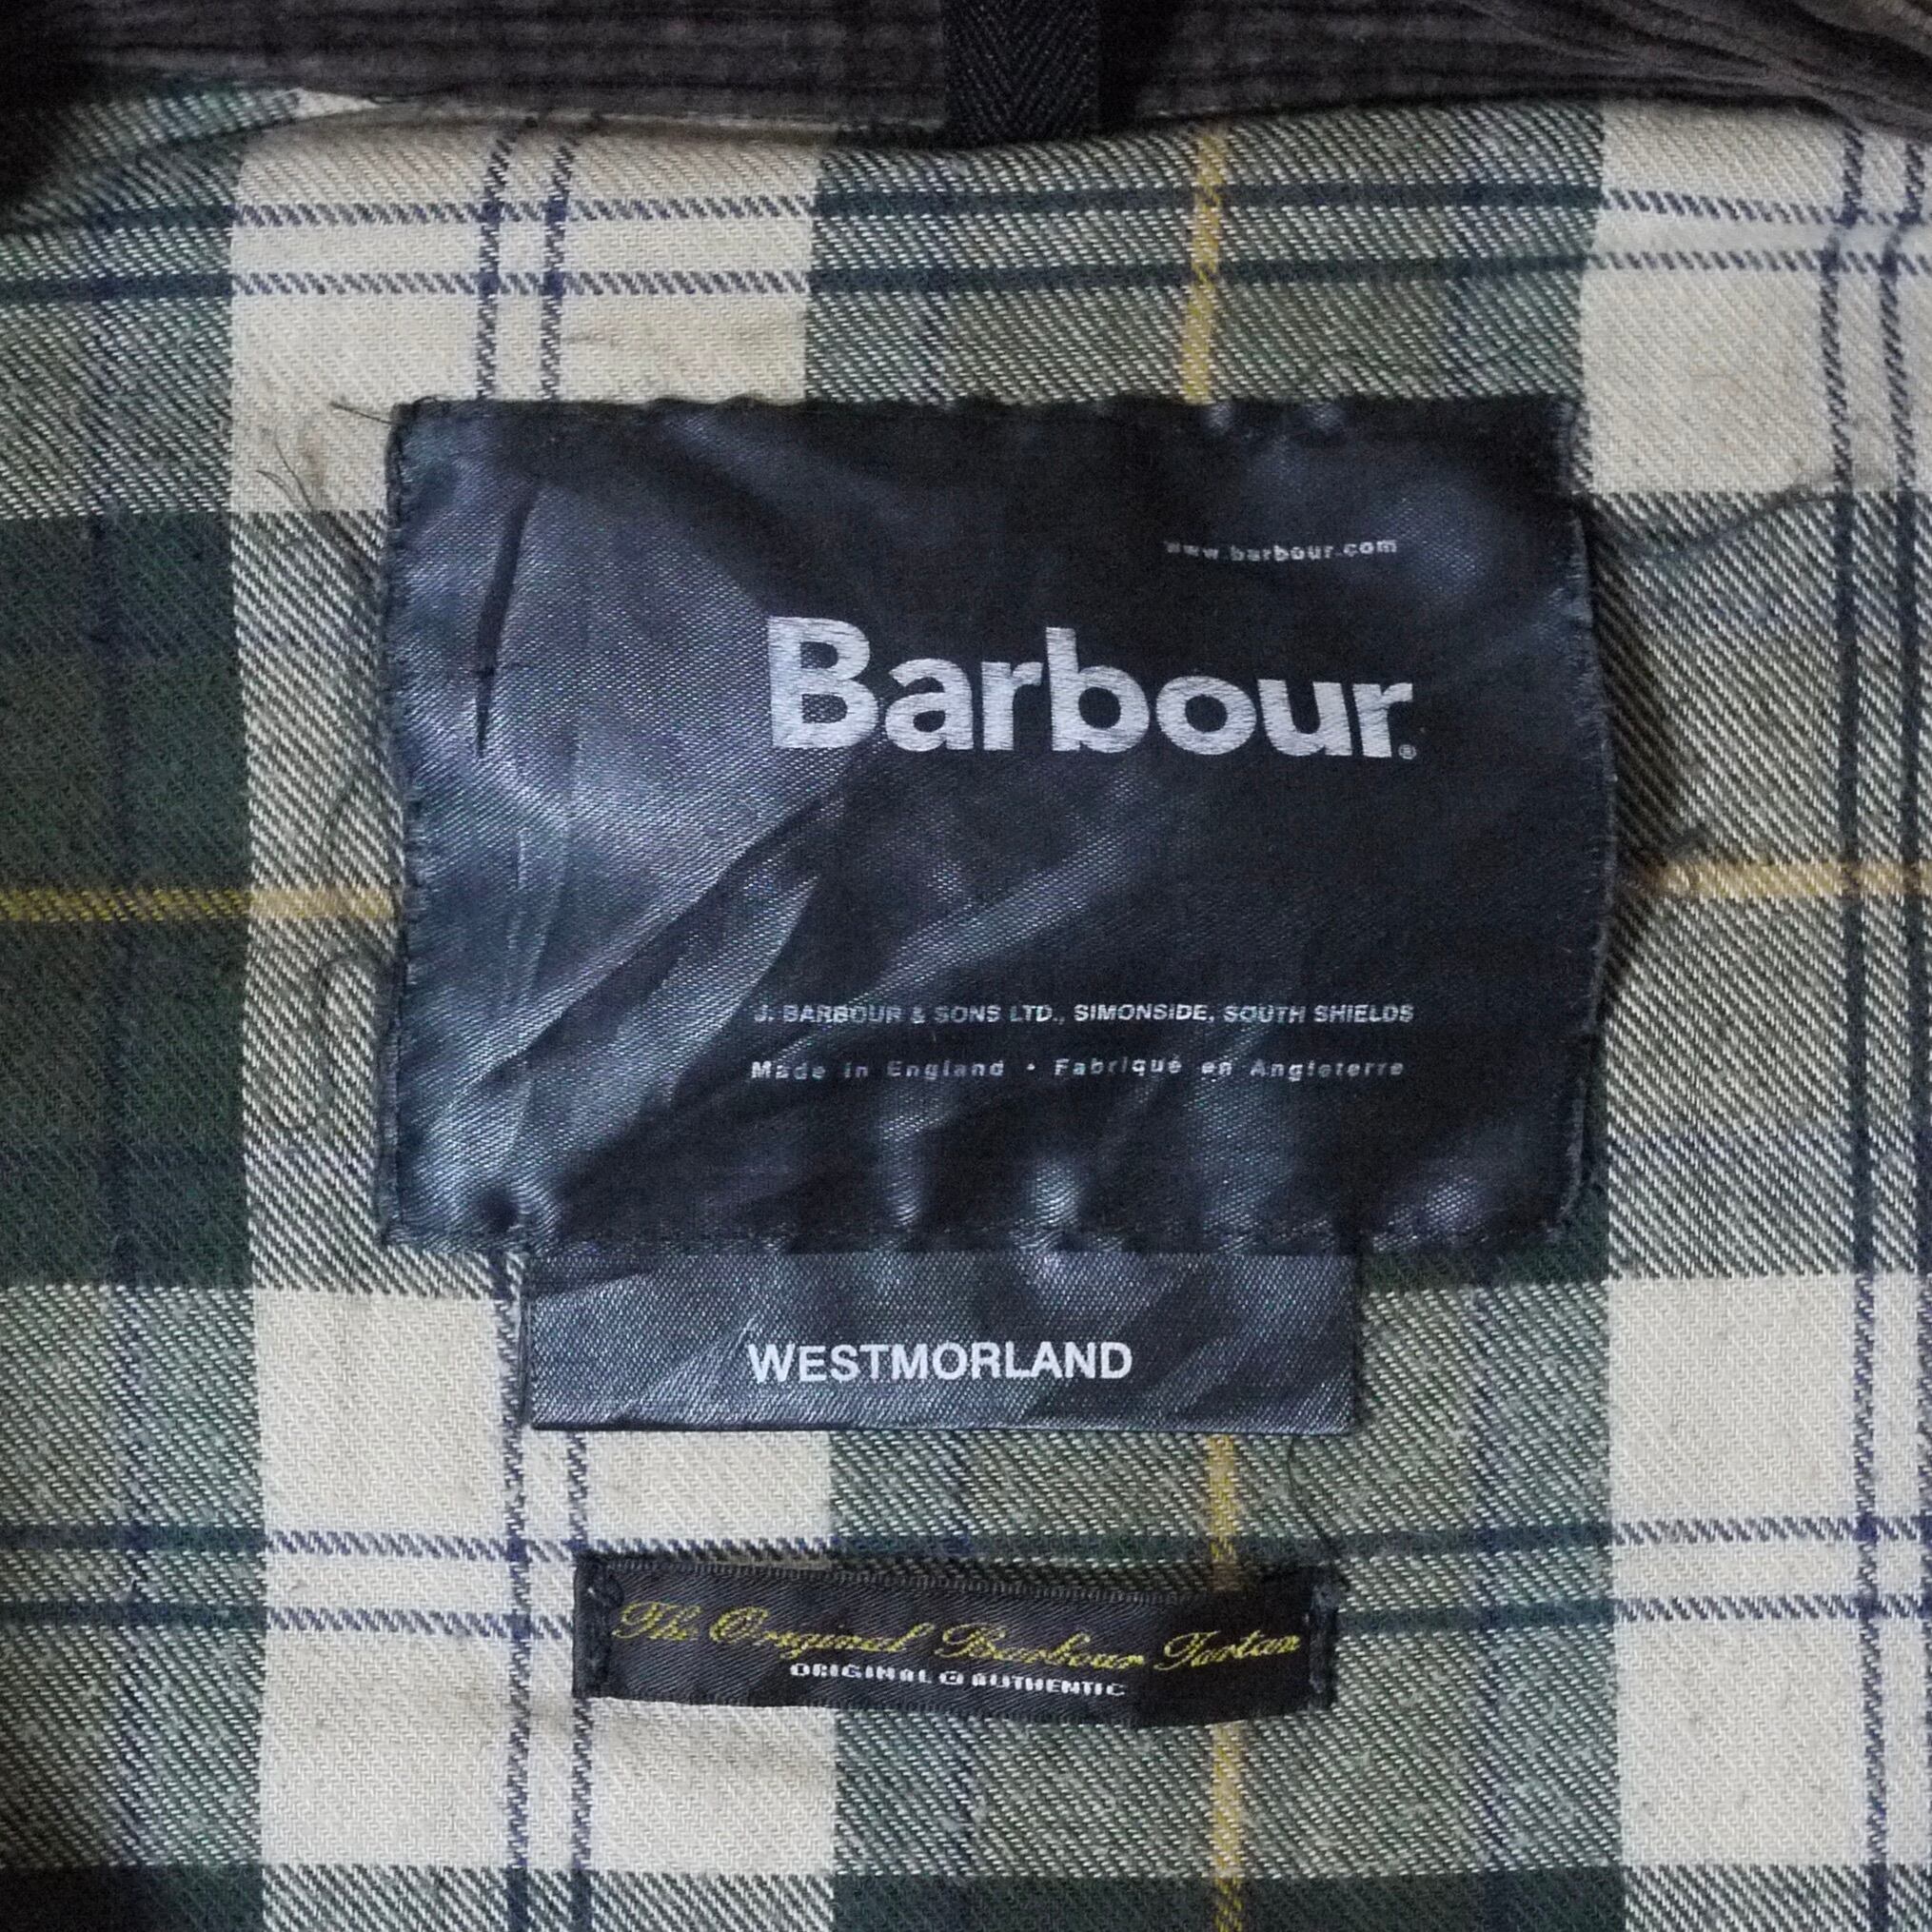 www.barbour.com
Barbour®
J. BARBOUR & SONS LTD., SIMONSIDE, SOUTH SHIELDS
Made in England • Fabriqué en Angleterre
WESTMORLAND
The Original Barbour Tartan
ORIGINAL & AUTHENTIC